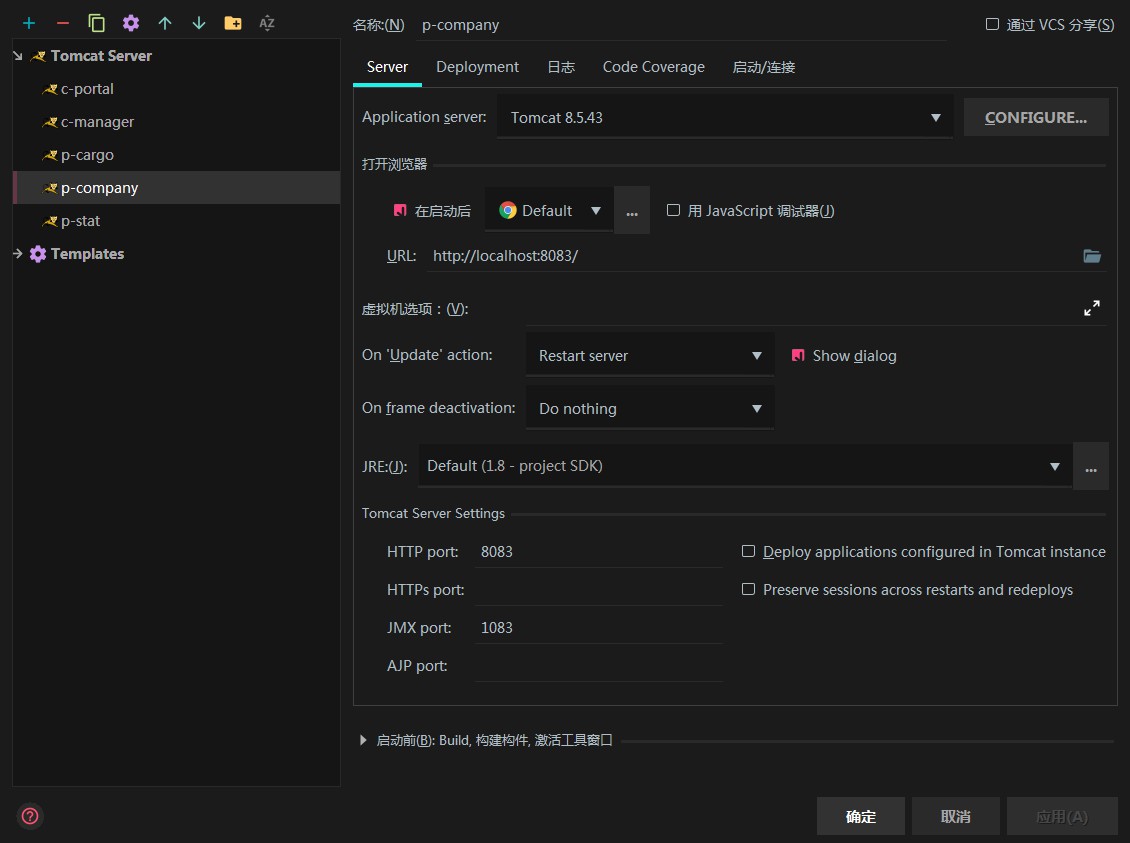 名称:(N) p-company 通过 VCS 分享(S)
Tomcat Server
c-portal
c-manager
p-cargo
p-company
p-stat
Templates
Server Deployment 日志 Code Coverage 启动/连接
Application server: Tomcat 8.5.43 CONFIGURE...
打开浏览器
在启动后 Default ... 用 JavaScript 调试器(J)
URL: http://localhost:8083/
虚拟机选项：(V):
On 'Update' action: Restart server Show dialog
On frame deactivation: Do nothing
JRE:(J): Default (1.8 - project SDK) ...
Tomcat Server Settings
HTTP port: 8083 Deploy applications configured in Tomcat instance
HTTPs port: Preserve sessions across restarts and redeploys
JMX port: 1083
AJP port:
启动前(B): Build, 构建构件, 激活工具窗口
? 确定 取消 应用(A)